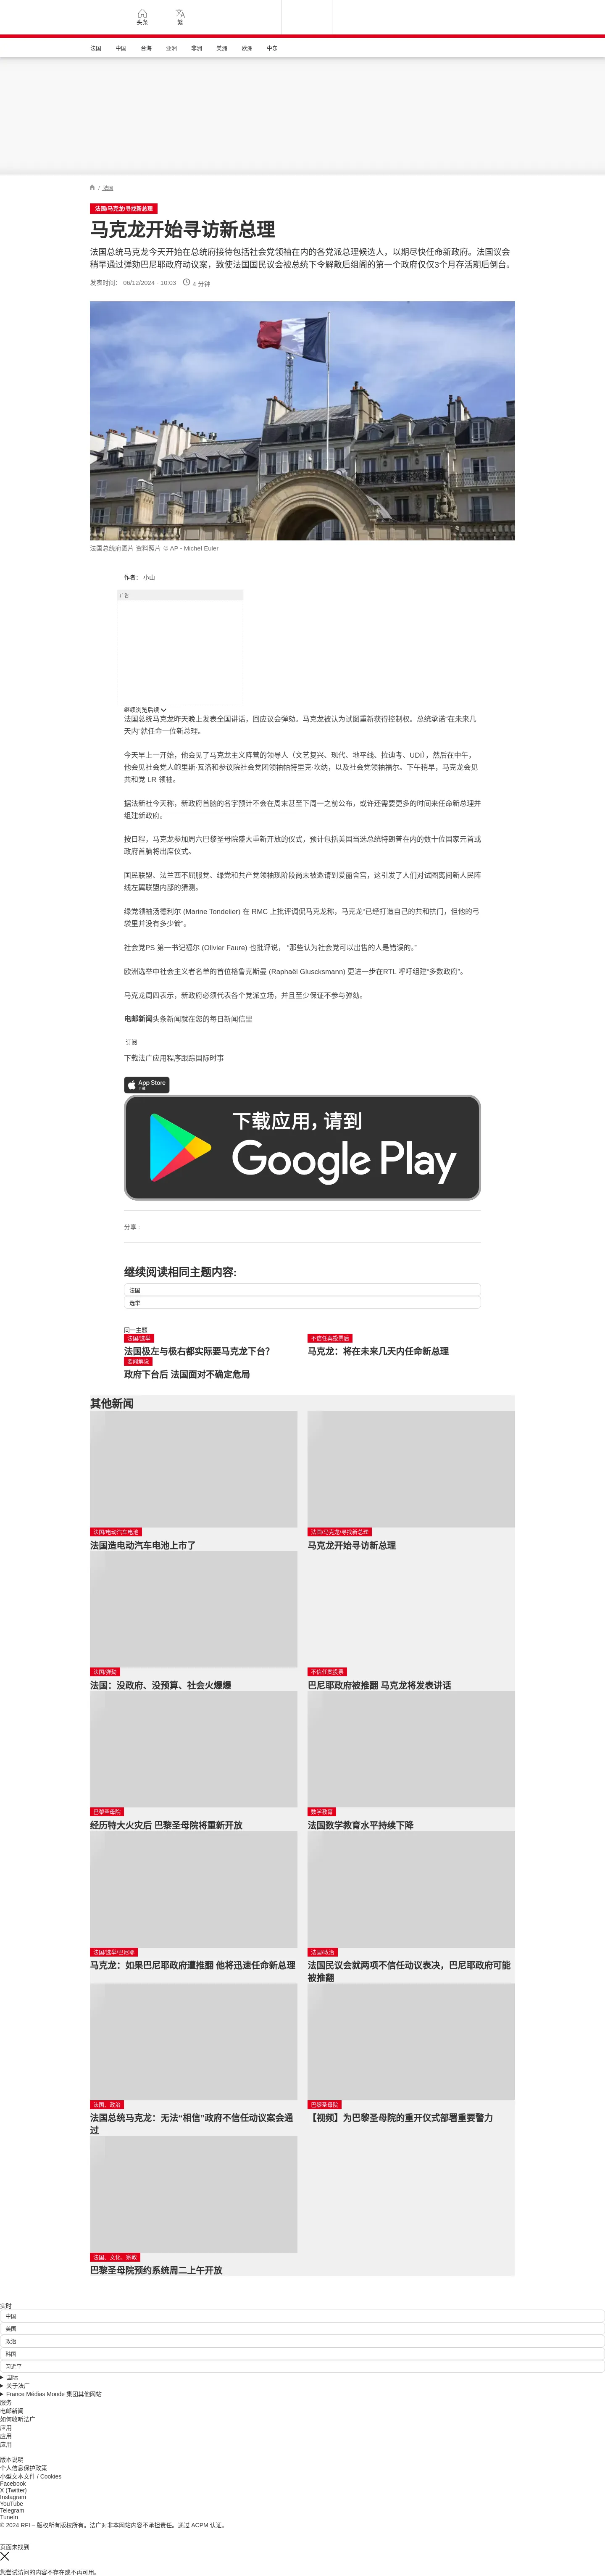 头条
繁
法国 中国 台海 亚洲 非洲 美洲 欧洲 中东
/ 法国
法国/马克龙/寻找新总理
马克龙开始寻访新总理
法国总统马克龙今天开始在总统府接待包括社会党领袖在内的各党派总理候选人，以期尽快任命新政府。法国议会
稍早通过弹劾巴尼耶政府动议案，致使法国国民议会被总统下令解散后组阁的第一个政府仅仅3个月存活期后倒台。
发表时间： 06/12/2024 - 10:03 4 分钟
法国总统府图片 资料照片 © AP - Michel Euler
作者： 小山
广告
继续浏览后续
法国总统马克龙昨天晚上发表全国讲话，回应议会弹劾。马克龙被认为试图重新获得控制权。总统承诺“在未来几
天内”就任命一位新总理。
今天早上一开始，他会见了马克龙主义阵营的领导人（文艺复兴、现代、地平线、拉迪考、UDI），然后在中午，
他会见社会党人鲍里斯·瓦洛和参议院社会党团领袖帕特里克·坎纳，以及社会党领袖福尔。下午稍早，马克龙会见
共和党 LR 领袖。
据法新社今天称，新政府首脑的名字预计不会在周末甚至下周一之前公布，或许还需要更多的时间来任命新总理并
组建新政府。
按日程，马克龙参加周六巴黎圣母院盛大重新开放的仪式，预计包括美国当选总统特朗普在内的数十位国家元首或
政府首脑将出席仪式。
国民联盟、法兰西不屈服党、绿党和共产党领袖现阶段尚未被邀请到爱丽舍宫，这引发了人们对试图离间新人民阵
线左翼联盟内部的猜测。
绿党领袖汤德利尔 (Marine Tondelier) 在 RMC 上批评调侃马克龙称，马克龙“已经打造自己的共和拱门，但他的弓
袋里并没有多少箭”。
社会党PS 第一书记福尔 (Olivier Faure) 也批评说， “那些认为社会党可以出售的人是错误的。”
欧洲选举中社会主义者名单的首位格鲁克斯曼 (Raphaël Gluscksmann) 更进一步在RTL 呼吁组建“多数政府”。
马克龙周四表示，新政府必须代表各个党派立场，并且至少保证不参与弹劾。
电邮新闻头条新闻就在您的每日新闻信里
订阅
下载法广应用程序跟踪国际时事
App Store
下载
下载应用，请到
Google Play
分享 :
继续阅读相同主题内容:
法国
选举
同一主题
法国/选举
法国极左与极右都实际要马克龙下台？
不信任案投票后
马克龙：将在未来几天内任命新总理
要闻解说
政府下台后 法国面对不确定危局
其他新闻
法国/电动汽车电池
法国造电动汽车电池上市了
法国/马克龙/寻找新总理
马克龙开始寻访新总理
法国/弹劾
法国：没政府、没预算、社会火爆爆
不信任案投票
巴尼耶政府被推翻 马克龙将发表讲话
巴黎圣母院
经历特大火灾后 巴黎圣母院将重新开放
数学教育
法国数学教育水平持续下降
法国/选举/巴尼耶
马克龙：如果巴尼耶政府遭推翻 他将迅速任命新总理
法国/政治
法国民议会就两项不信任动议表决，巴尼耶政府可能
被推翻
法国、政治
法国总统马克龙：无法“相信”政府不信任动议案会通
过
巴黎圣母院
【视频】为巴黎圣母院的重开仪式部署重要警力
法国、文化、宗教
巴黎圣母院预约系统周二上午开放
实时
中国
美国
政治
韩国
习近平
国际
关于法广
France Médias Monde 集团其他网站
服务
电邮新闻
如何收听法广
应用
应用
应用
版本说明
个人信息保护政策
小型文本文件 / Cookies
Facebook
X (Twitter)
Instagram
YouTube
Telegram
TuneIn
© 2024 RFI – 版权所有版权所有。法广对非本网站内容不承担责任。通过 ACPM 认证。
页面未找到
您尝试访问的内容不存在或不再可用。